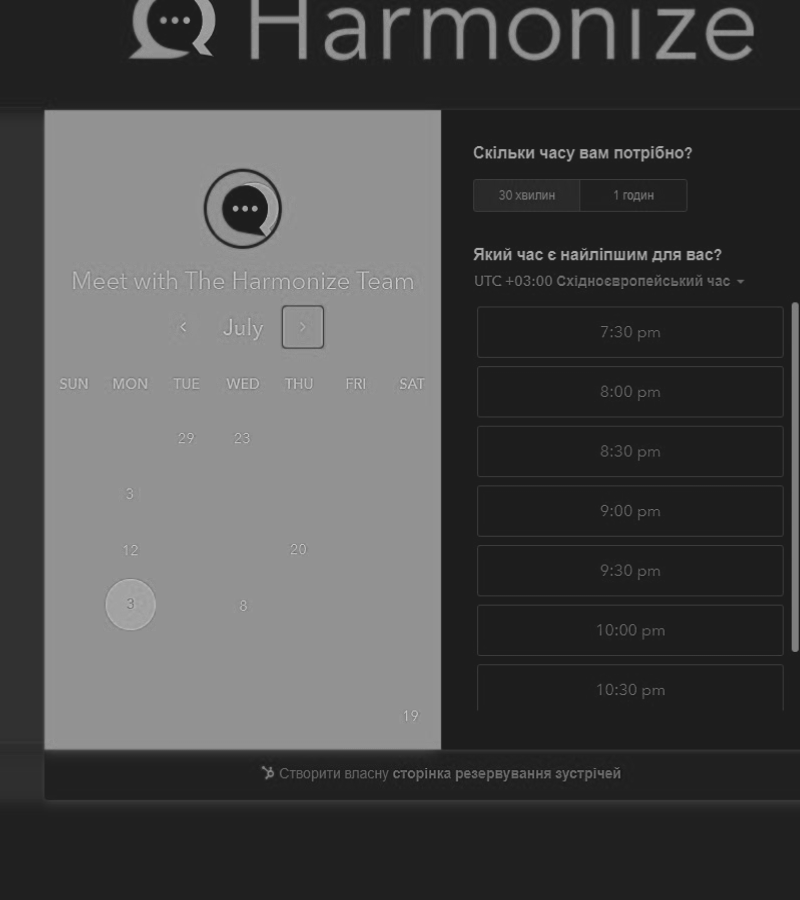 Harmonize
Meet with The Harmonize Team
July
SUN MON TUE WED THU FRI SAT
29 23
3
12 20
3 8
19
Скільки часу вам потрібно?
30 хвилин 1 годин
Який час є найліпшим для вас?
UTC +03:00 Східноєвропейський час
7:30 pm
8:00 pm
8:30 pm
9:00 pm
9:30 pm
10:00 pm
10:30 pm
Створити власну сторінка резервування зустрічей